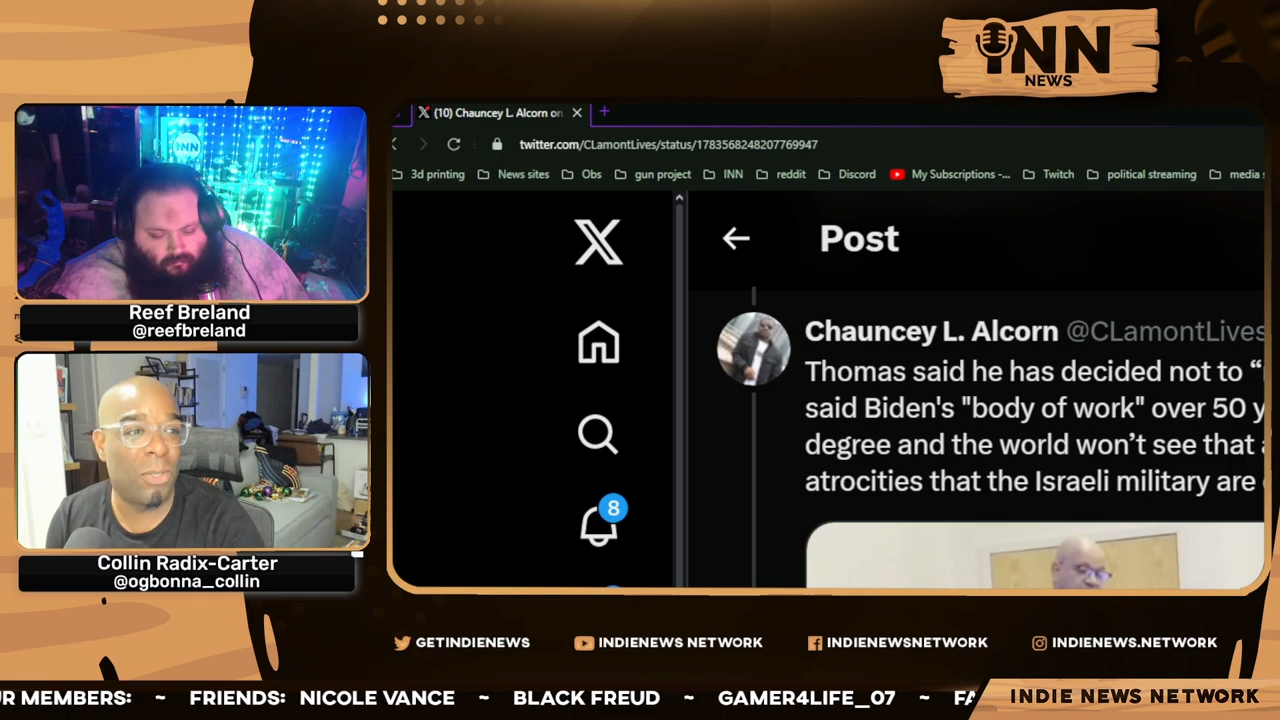 INN
NEWS
(10) Chauncey L. Alcorn on
twitter.com/CLamontLives/status/1783568248207769947
3d printing News sites Obs gun project INN reddit Discord My Subscriptions -... Twitch political streaming media
Post
Chauncey L. Alcorn @CLamontLives
Thomas said he has decided not to “
said Biden's "body of work" over 50 y
degree and the world won’t see that
atrocities that the Israeli military are
8
INN
Reef Breland
@reefbreland
Collin Radix-Carter
@ogbonna_collin
GETINDIENEWS INDIENEWS NETWORK INDIENEWSNETWORK INDIENEWS.NETWORK
UR MEMBERS: ~ FRIENDS: NICOLE VANCE ~ BLACK FREUD ~ GAMER4LIFE_07 ~ FA
INDIE NEWS NETWORK